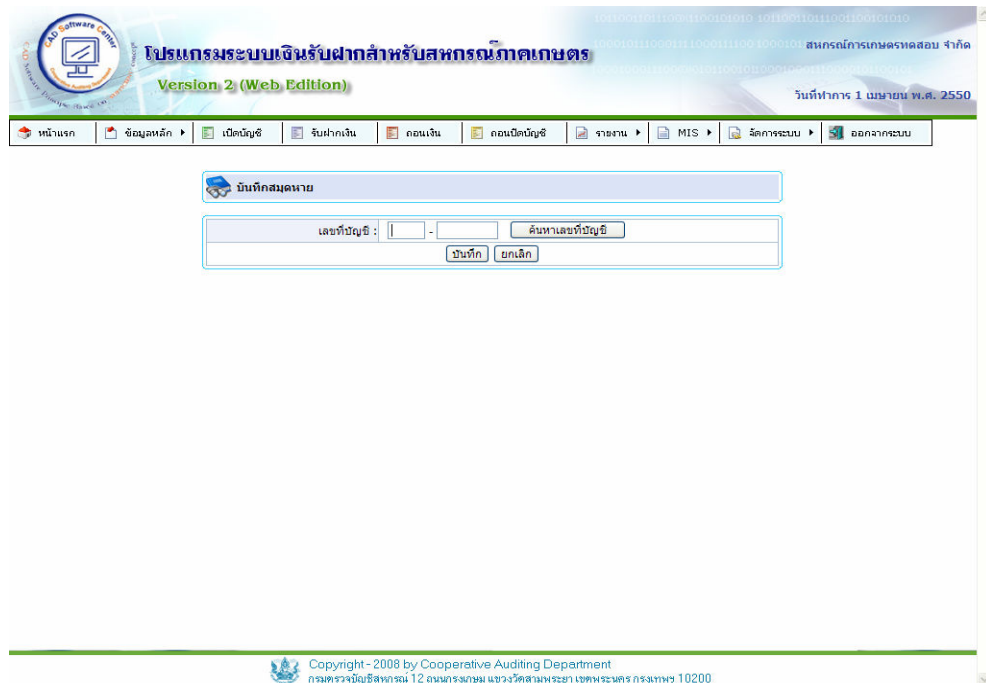 CAD Software Center
โปรแกรมระบบเงินรับฝากสำหรับสหกรณ์ภาคเกษตร
Version 2 (Web Edition)
สหกรณ์การเกษตรทดสอบ จำกัด
วันที่ทำการ 1 เมษายน พ.ศ. 2550
หน้าแรก ข้อมูลหลัก เปิดบัญชี รับฝากเงิน ถอนเงิน ถอนปิดบัญชี รายงาน MIS จัดการระบบ ออกจากระบบ
บันทึกสมุดหาย
เลขที่บัญชี : - ค้นหาเลขที่บัญชี
บันทึก ยกเลิก
Copyright - 2008 by Cooperative Auditing Department
กรมตรวจบัญชีสหกรณ์ 12 ถนนกรุงเกษม แขวงวัดสามพระยา เขตพระนคร กรุงเทพฯ 10200